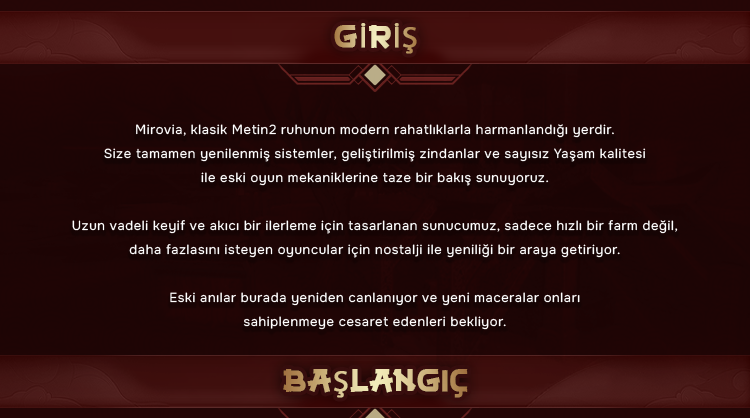 GİRİŞ
Mirovia, klasik Metin2 ruhunun modern rahatlıklarla harmanlandığı yerdir.
Size tamamen yenilenmiş sistemler, geliştirilmiş zindanlar ve sayısız Yaşam kalitesi
ile eski oyun mekaniklerine taze bir bakış sunuyoruz.
Uzun vadeli keyif ve akıcı bir ilerleme için tasarlanan sunucumuz, sadece hızlı bir farm değil,
daha fazlasını isteyen oyuncular için nostalji ile yeniliği bir araya getiriyor.
Eski anılar burada yeniden canlanıyor ve yeni maceralar onları
sahiplenmeye cesaret edenleri bekliyor.
BAŞLANGIÇ